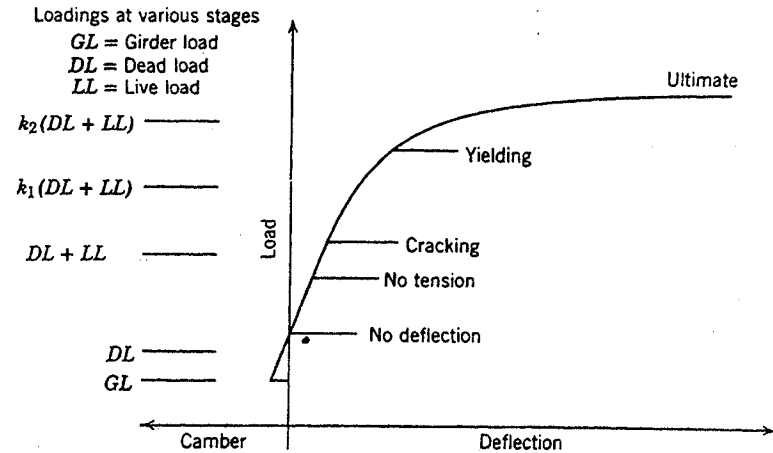 Loadings at various stages
GL = Girder load
DL = Dead load
LL = Live load
k₂(DL + LL)
k₁(DL + LL)
DL + LL
DL
GL
Load
Ultimate
Yielding
Cracking
No tension
No deflection
Camber
Deflection